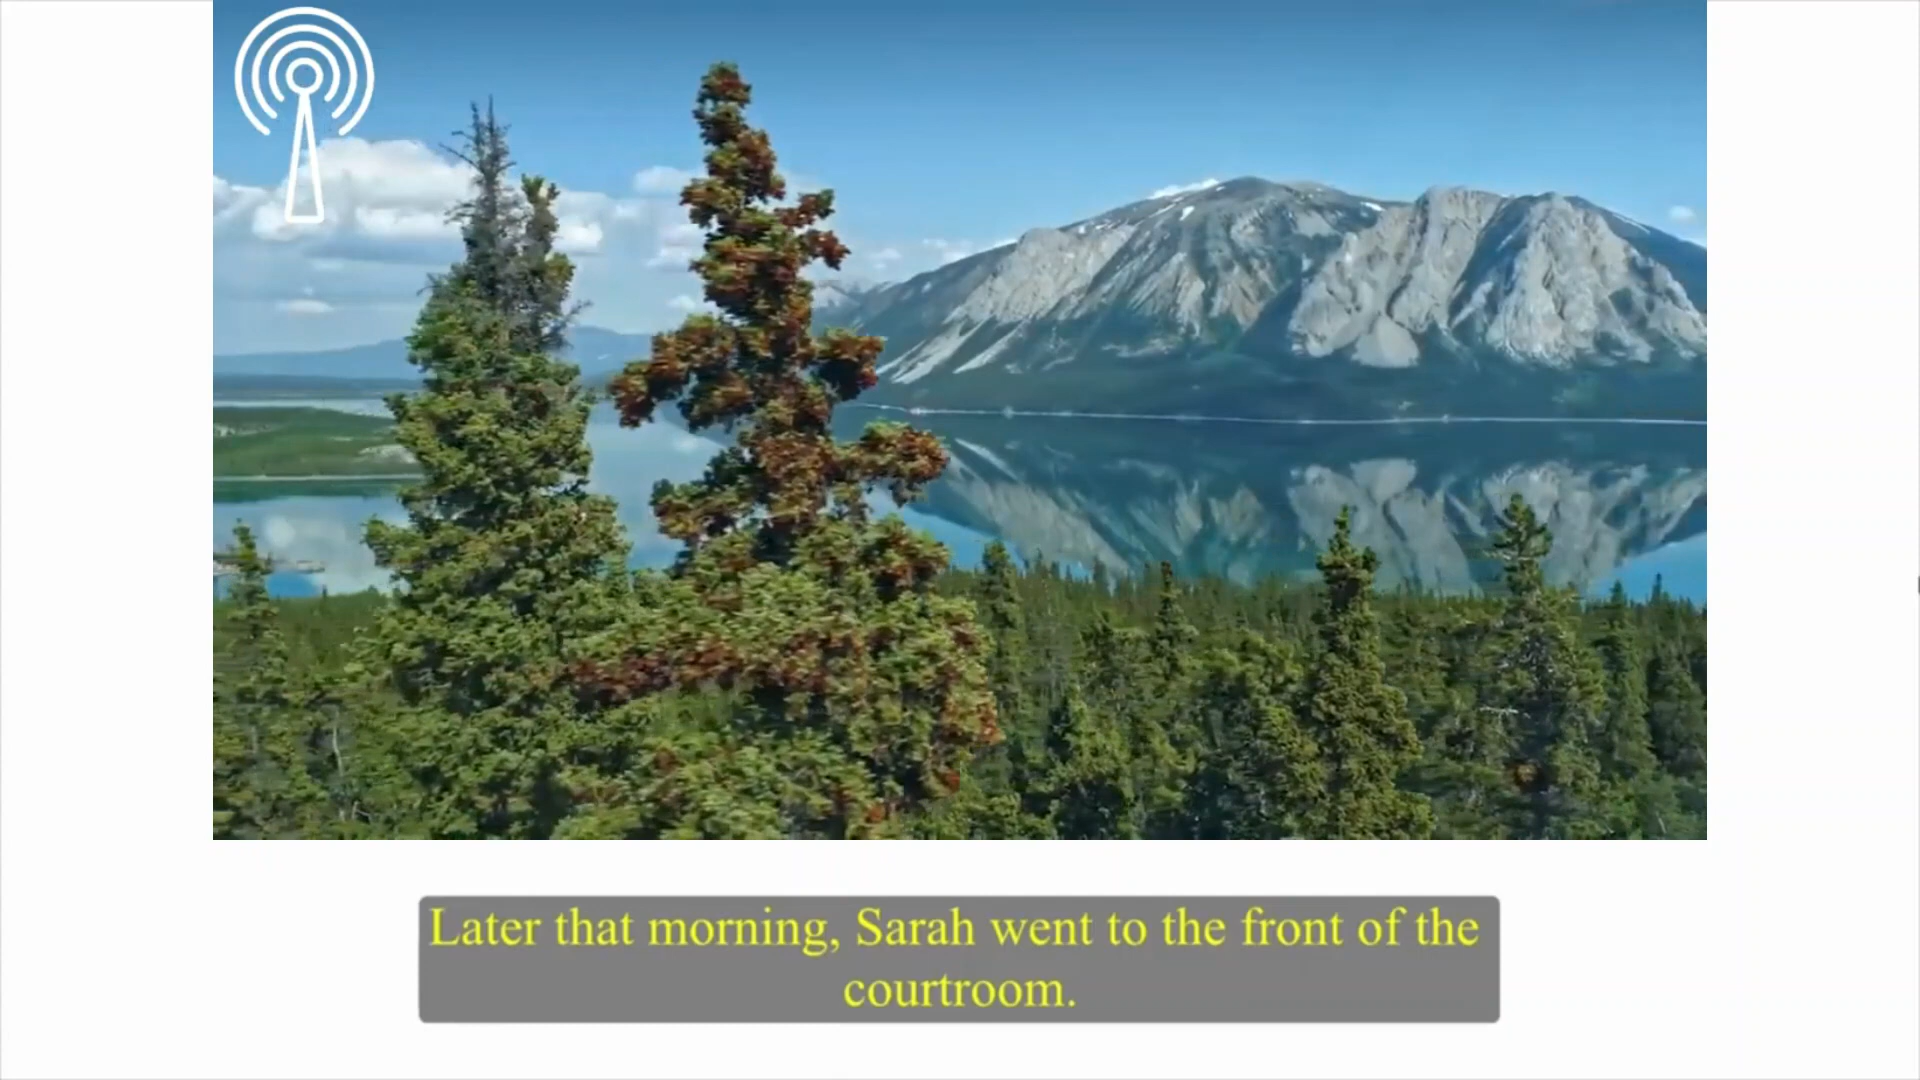 Later that morning, Sarah went to the front of the
courtroom.